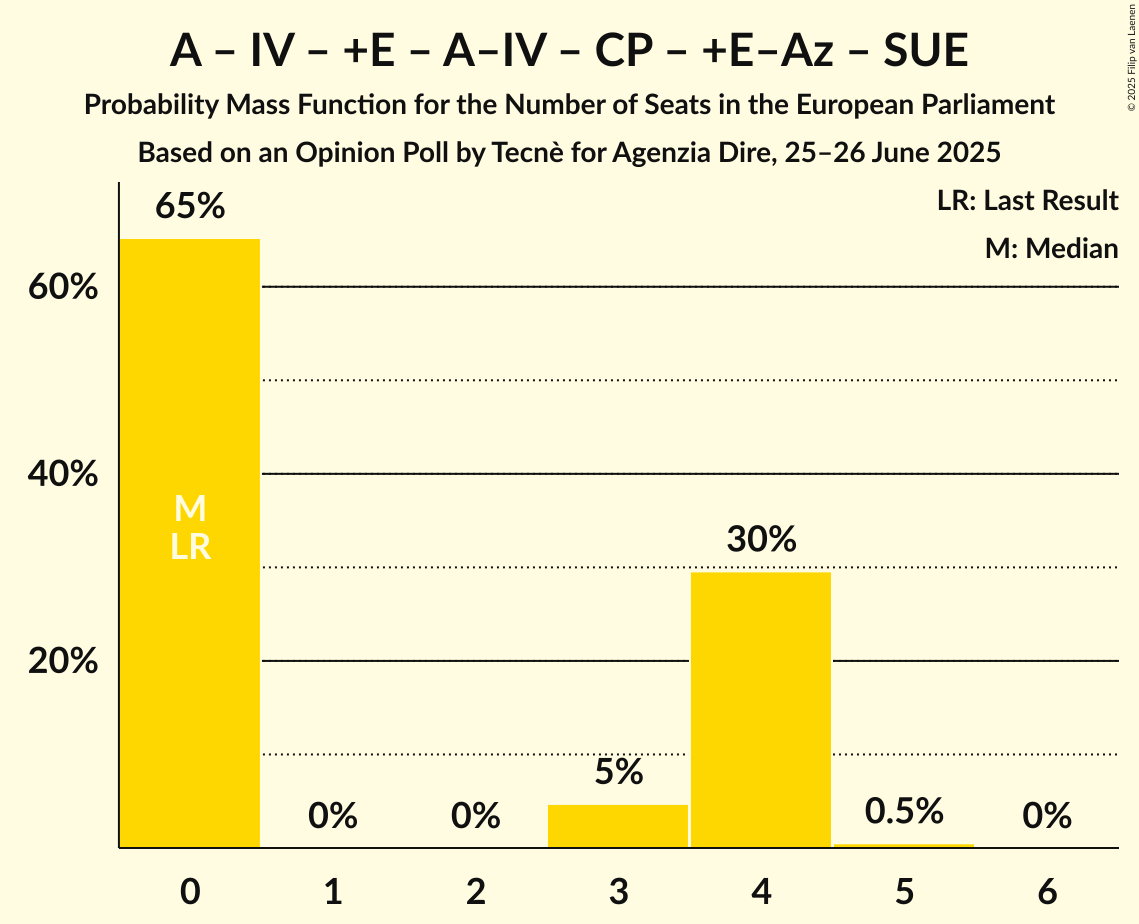 A – IV – +E – A–IV – CP – +E–Az – SUE
Probability Mass Function for the Number of Seats in the European Parliament
Based on an Opinion Poll by Tecnè for Agenzia Dire, 25–26 June 2025
© 2025 Filip van Laenen
LR: Last Result
M: Median
65%
60%
40%
20%
M
LR
0%
0%
5%
30%
0.5%
0%
0 1 2 3 4 5 6